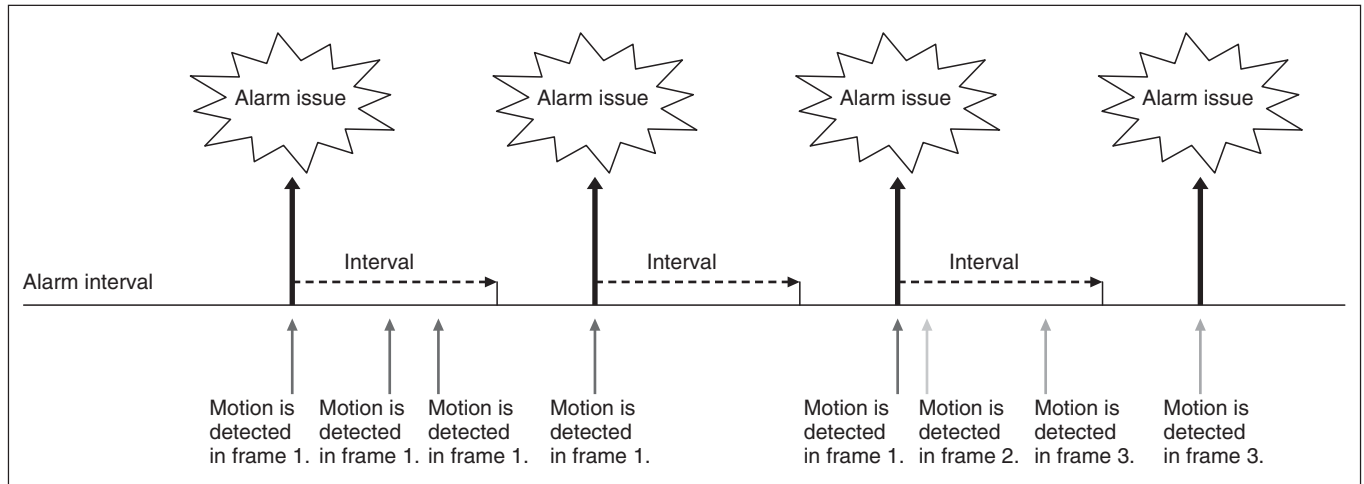 Alarm issue Alarm issue Alarm issue Alarm issue
Interval Interval Interval
Alarm interval
Motion is detected in frame 1.
Motion is detected in frame 1.
Motion is detected in frame 1.
Motion is detected in frame 1.
Motion is detected in frame 1.
Motion is detected in frame 2.
Motion is detected in frame 3.
Motion is detected in frame 3.